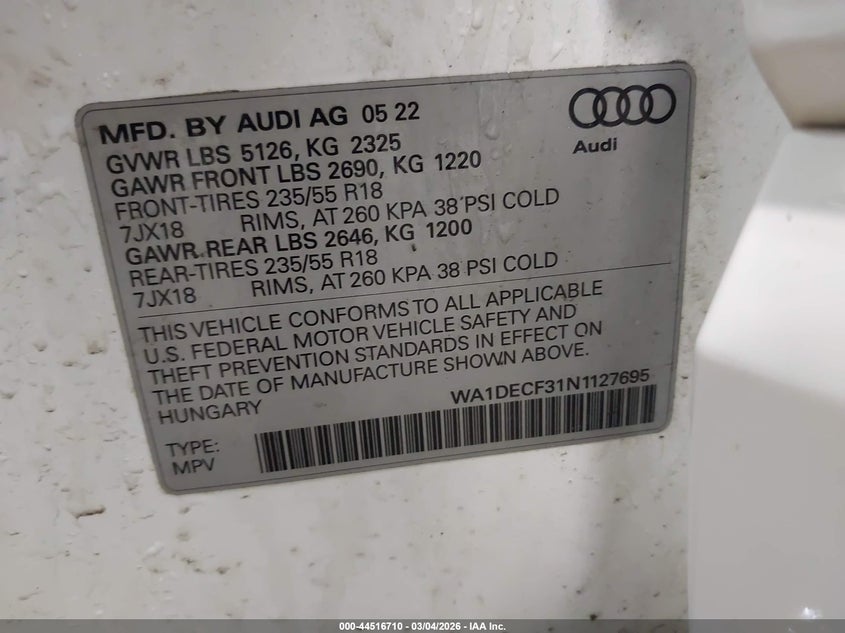 MFD. BY AUDI AG 05 22
Audi
GVWR LBS 5126, KG 2325
GAWR FRONT LBS 2690, KG 1220
FRONT-TIRES 235/55 R18
7JX18 RIMS, AT 260 KPA 38 PSI COLD
GAWR REAR LBS 2646, KG 1200
REAR-TIRES 235/55 R18
7JX18 RIMS, AT 260 KPA 38 PSI COLD
THIS VEHICLE CONFORMS TO ALL APPLICABLE
U.S. FEDERAL MOTOR VEHICLE SAFETY AND
THEFT PREVENTION STANDARDS IN EFFECT ON
THE DATE OF MANUFACTURE SHOWN ABOVE.
HUNGARY WA1DECF31N1127695
TYPE:
MPV
000-44516710 - 03/04/2026 - IAA Inc.